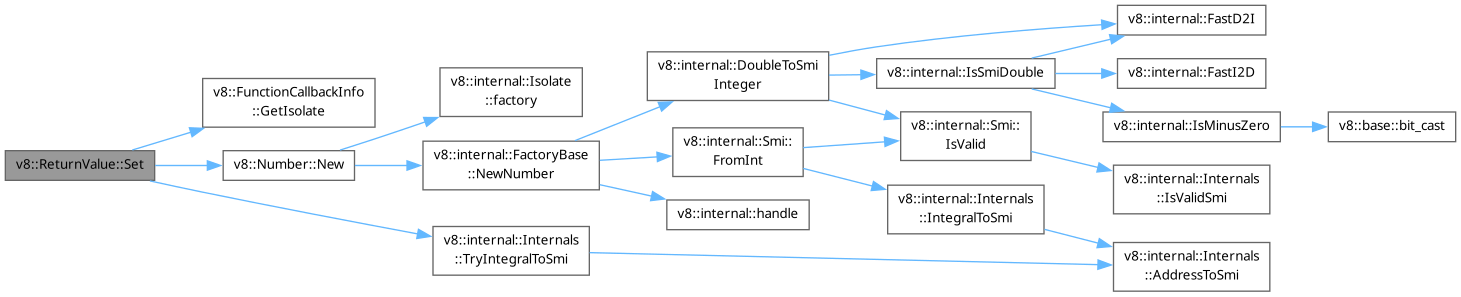 v8::ReturnValue::Set
v8::FunctionCallbackInfo
::GetIsolate
v8::Number::New
v8::internal::Internals
::TryIntegralToSmi
v8::internal::Isolate
::factory
v8::internal::FactoryBase
::NewNumber
v8::internal::DoubleToSmi
Integer
v8::internal::Smi::
FromInt
v8::internal::handle
v8::internal::IsSmiDouble
v8::internal::Smi::
IsValid
v8::internal::Internals
::IntegralToSmi
v8::internal::FastD2I
v8::internal::FastI2D
v8::internal::IsMinusZero
v8::internal::Internals
::IsValidSmi
v8::internal::Internals
::AddressToSmi
v8::base::bit_cast